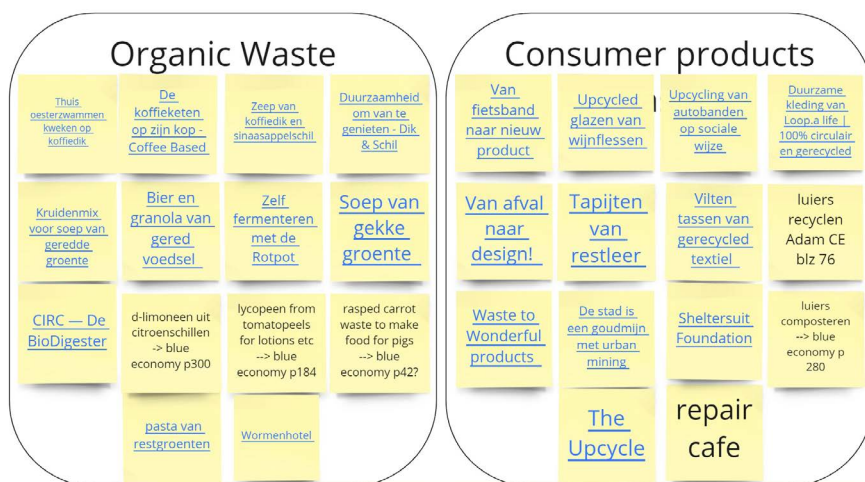 Organic Waste
Thuis
oesterzwammen
kweken op
koffiedik
De
koffieketen
op zijn kop -
Coffee Based
Zeep van
koffiedik en
sinaasappelschil
Duurzaamheid
om van te
genieten - Dik
& Schil
Kruidenmix
voor soep van
geredde
groente
Bier en
granola van
gered
voedsel
Zelf
fermenteren
met de
Rotpot
Soep van
gekke
groente
CIRC — De
BioDigester
d-limoneen uit
citroenschillen
-> blue
economy p300
lycopeen from
tomatopeels
for lotions etc
--> blue
economy p184
rasped carrot
waste to make
food for pigs
--> blue
economy p42?
pasta van
restgroenten
Wormenhotel
Consumer products
Van
fietsband
naar nieuw
product
Upcycled
glazen van
wijnflessen
Upcycling van
autobanden
op sociale
wijze
Duurzame
kleding van
Loop.a life |
100% circulair
en gerecycled
Van afval
naar
design!
Tapijten
van
restleer
Vilten
tassen van
gerecycled
textiel
luiers
recyclen
Adam CE
blz 76
Waste to
Wonderful
products
De stad is
een goudmijn
met urban
mining
Sheltersuit
Foundation
luiers
composteren
--> blue
economy p
280
The
Upcycle
repair
cafe